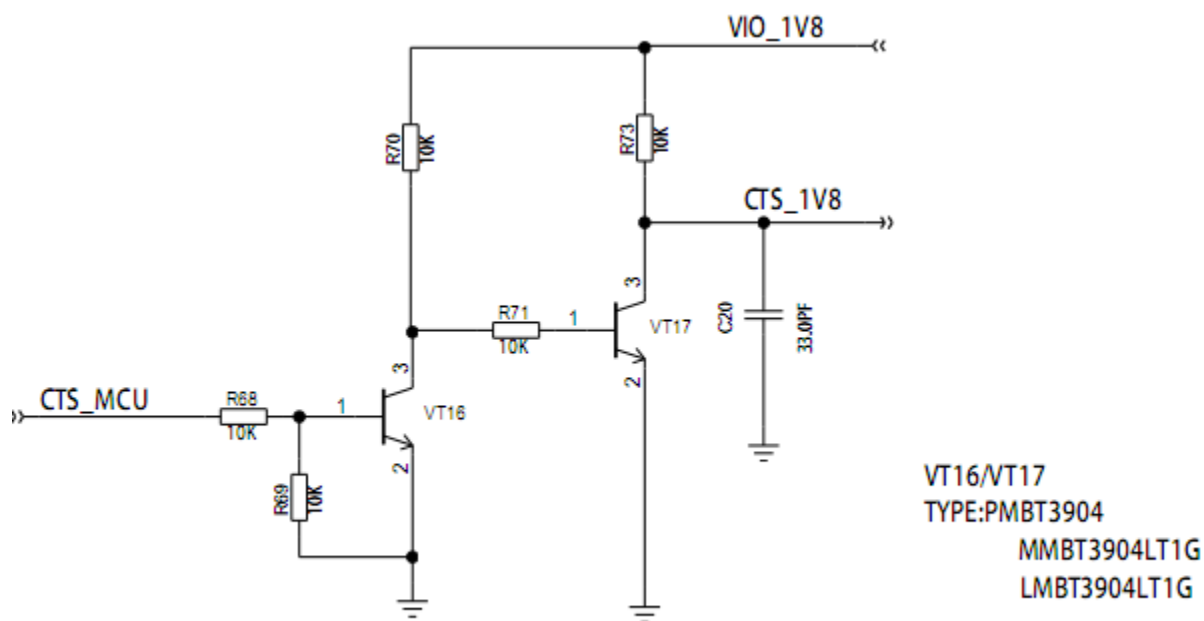 VIO_1V8
R70
10K
R73
10K
CTS_1V8
3
R71
1
10K
VT17
C20
33.0PF
2
3
CTS_MCU
R68
10K
1
VT16
2
R69
10K
VT16/VT17
TYPE:PMBT3904
MMBT3904LT1G
LMBT3904LT1G